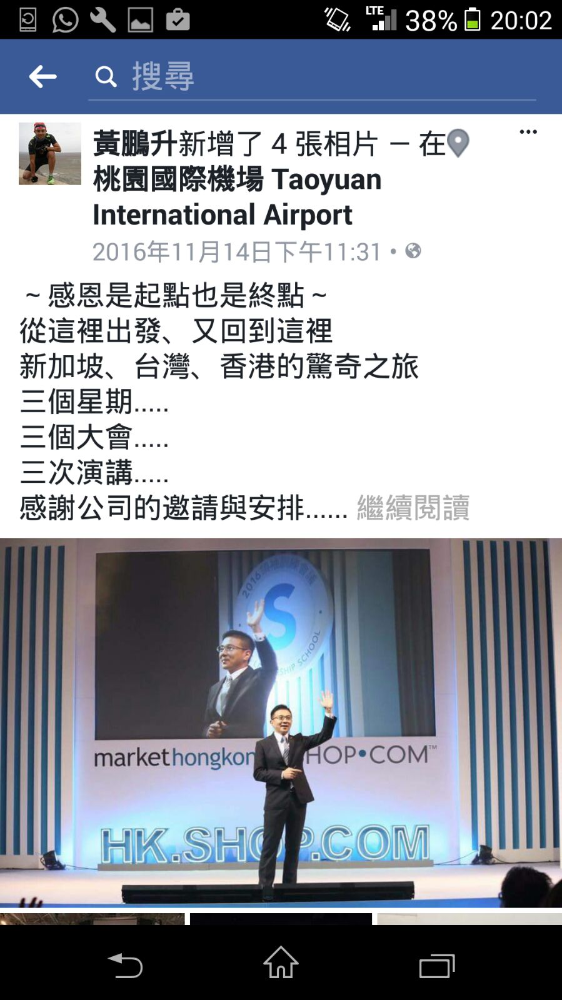 LTE
38%
20:02
搜尋
黃鵬升新增了 4 張相片 — 在
桃園國際機場 Taoyuan
International Airport
2016年11月14日下午11:31 •
~感恩是起點也是終點~
從這裡出發、又回到這裡
新加坡、台灣、香港的驚奇之旅
三個星期.....
三個大會.....
三次演講.....
感謝公司的邀請與安排...... 繼續閱讀
2016
S
SHIP SCHOOL
markethongkon HOP•COM™
HK.SHOP.COM